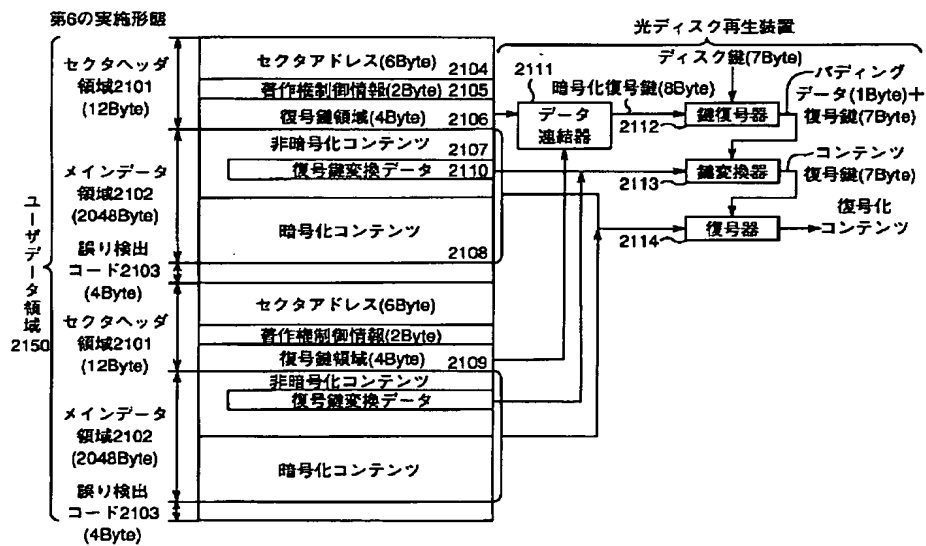 第6の実施形態
セクタヘッダ
領域2101
(12Byte)
メインデータ
領域2102
(2048Byte)
誤り検出
コード2103
(4Byte)
セクタヘッダ
領域2101
(12Byte)
メインデータ
領域2102
(2048Byte)
誤り検出
コード2103
(4Byte)
ユーザデータ領域
2150
セクタアドレス(6Byte)
2104
著作権制御情報(2Byte) 2105
復号鍵領域(4Byte) 2106
非暗号化コンテンツ 2107
復号鍵変換データ 2110
暗号化コンテンツ
2108
セクタアドレス(6Byte)
著作権制御情報(2Byte)
復号鍵領域(4Byte) 2109
非暗号化コンテンツ
復号鍵変換データ
暗号化コンテンツ
光ディスク再生装置
ディスク鍵(7Byte)
2111
データ
連結器
暗号化復号鍵(8Byte)
2112
鍵復号器
パディング
データ(1Byte)+
復号鍵(7Byte)
2113
鍵変換器
コンテンツ
復号鍵(7Byte)
2114
復号器
復号化
コンテンツ